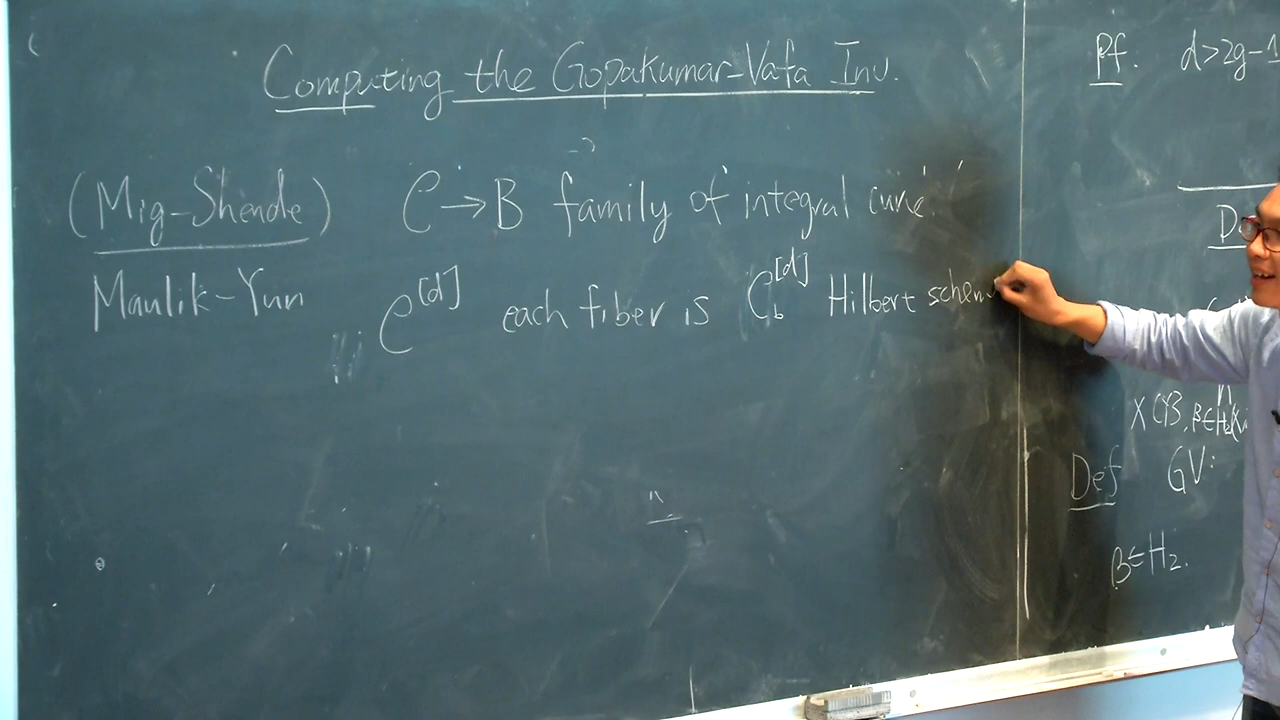 Computing the Gopakumar-Vafa Inv.
(Mig-Shende) C → B family of integral curve.
Maulik-Yun C^[d] each fiber is C_b^[d] Hilbert schem
Pf. d>2g-1
D
X CY3, β∈H₂(X
Def GV:
β∈H₂.